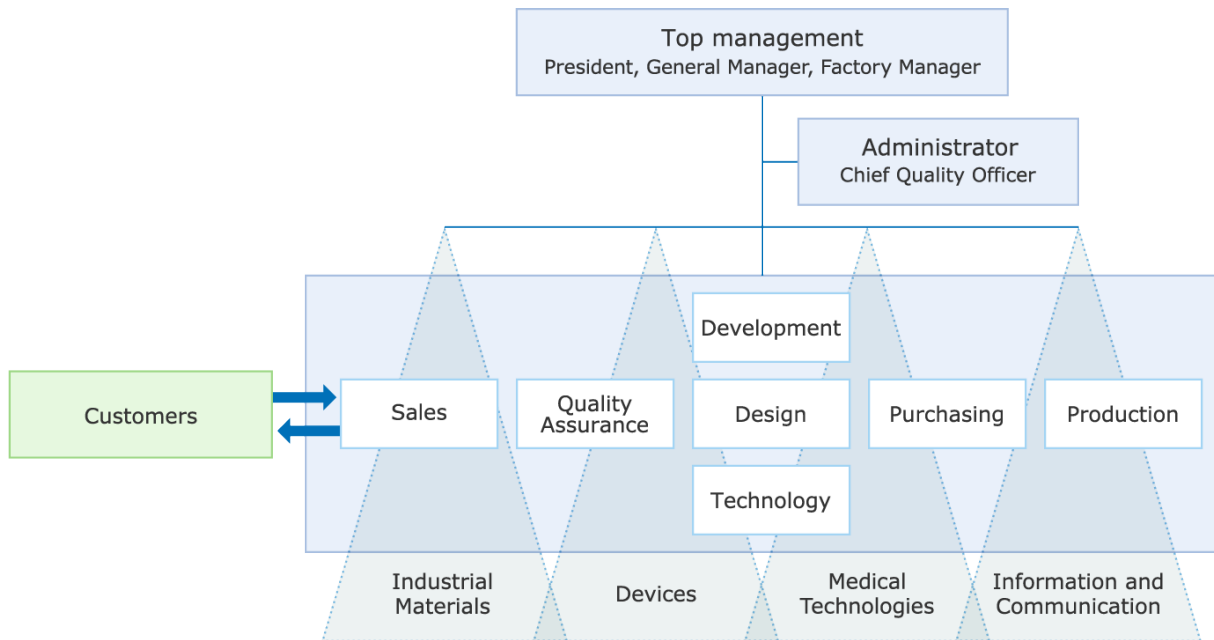 Top management
President, General Manager, Factory Manager
Administrator
Chief Quality Officer
Development
Customers
Sales
Quality
Assurance
Design
Purchasing
Production
Technology
Industrial
Materials
Devices
Medical
Technologies
Information and
Communication